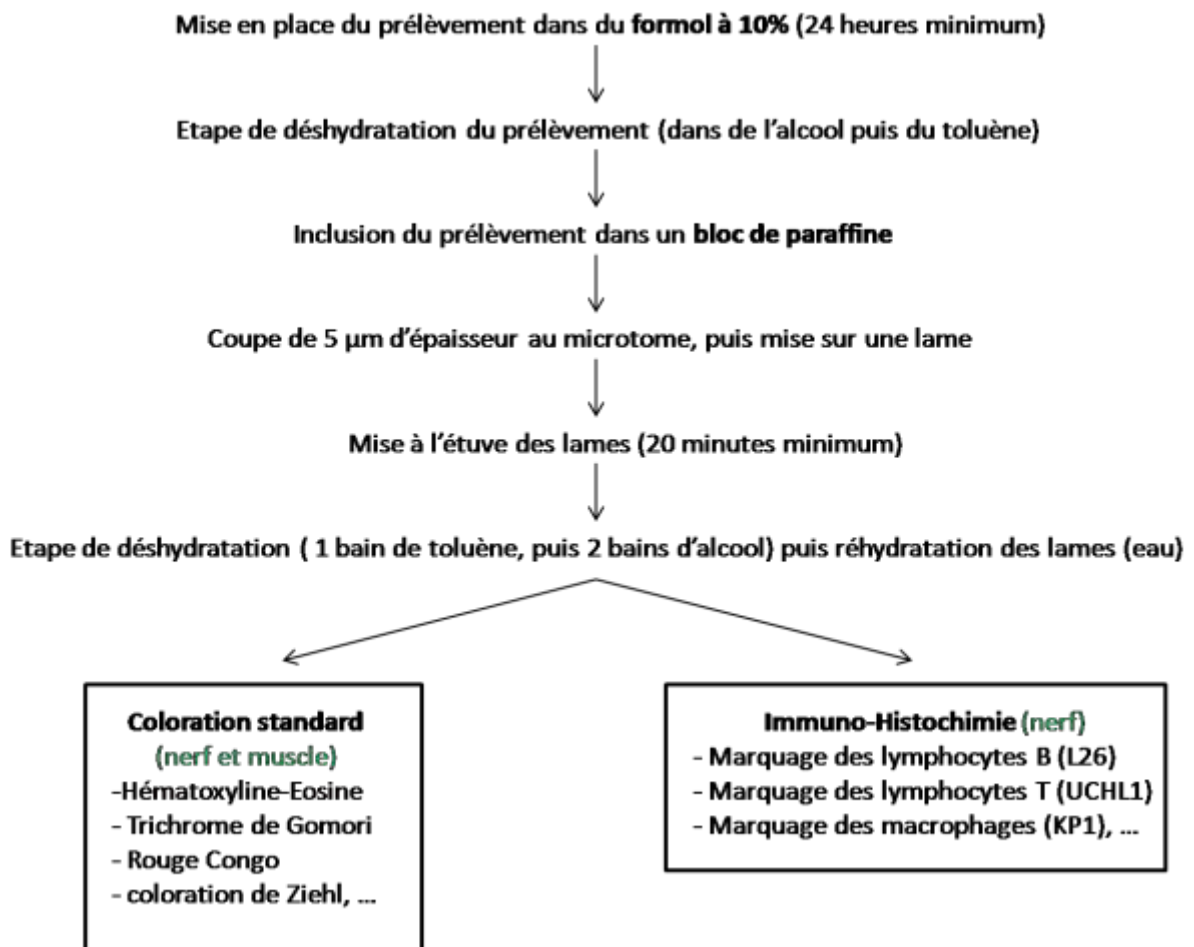 Mise en place du prélèvement dans du formol à 10% (24 heures minimum)
Etape de déshydratation du prélèvement (dans de l'alcool puis du toluène)
Inclusion du prélèvement dans un bloc de paraffine
Coupe de 5 µm d'épaisseur au microtome, puis mise sur une lame
Mise à l'étuve des lames (20 minutes minimum)
Etape de déshydratation ( 1 bain de toluène, puis 2 bains d'alcool) puis réhydratation des lames (eau)
Coloration standard
(nerf et muscle)
-Hématoxyline-Eosine
- Trichrome de Gomori
- Rouge Congo
- coloration de Ziehl, ...
Immuno-Histochimie (nerf)
- Marquage des lymphocytes B (L26)
- Marquage des lymphocytes T (UCHL1)
- Marquage des macrophages (KP1), ...